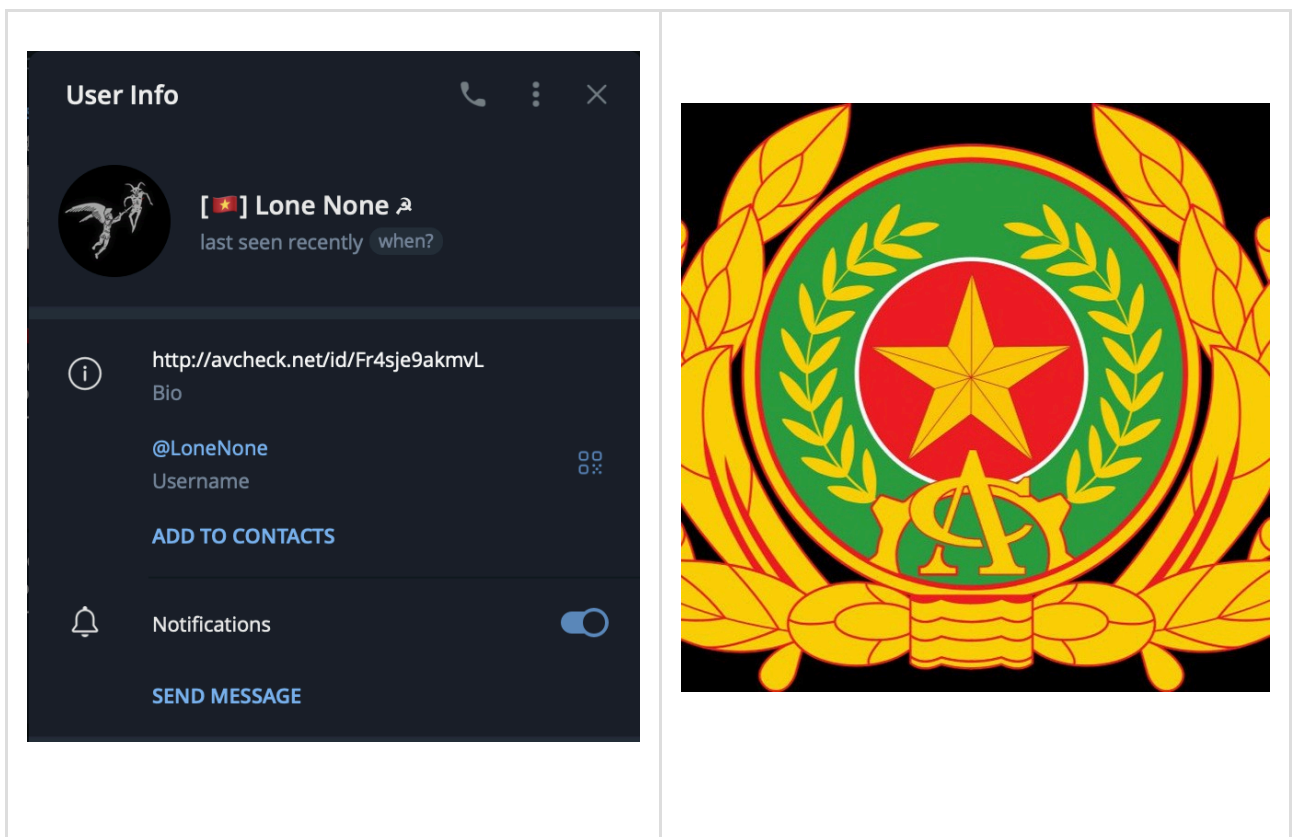 User Info
[🇻🇳] Lone None ☭
last seen recently when?
http://avcheck.net/id/Fr4sje9akmvL
Bio
@LoneNone
Username
ADD TO CONTACTS
Notifications
SEND MESSAGE
CA